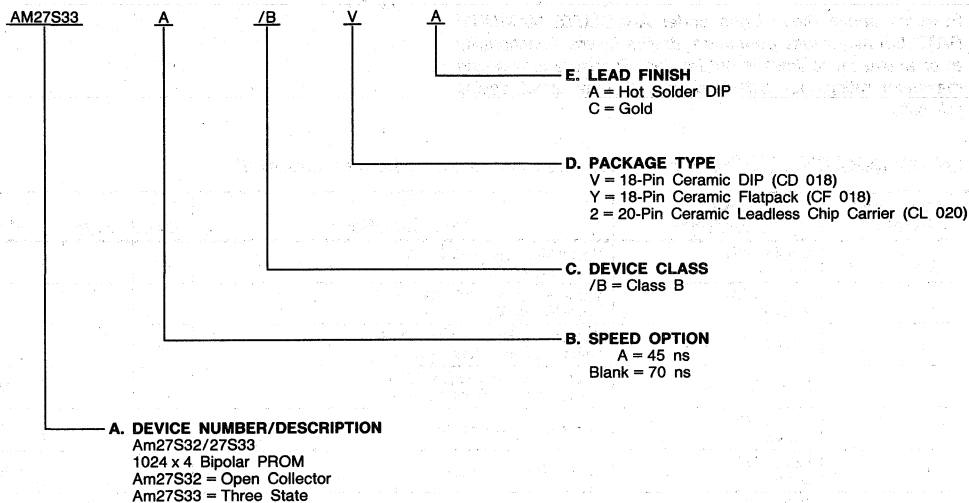 AM27S33 A /B V A
E. LEAD FINISH
A = Hot Solder DIP
C = Gold
D. PACKAGE TYPE
V = 18-Pin Ceramic DIP (CD 018)
Y = 18-Pin Ceramic Flatpack (CF 018)
2 = 20-Pin Ceramic Leadless Chip Carrier (CL 020)
C. DEVICE CLASS
/B = Class B
B. SPEED OPTION
A = 45 ns
Blank = 70 ns
A. DEVICE NUMBER/DESCRIPTION
Am27S32/27S33
1024 x 4 Bipolar PROM
Am27S32 = Open Collector
Am27S33 = Three State